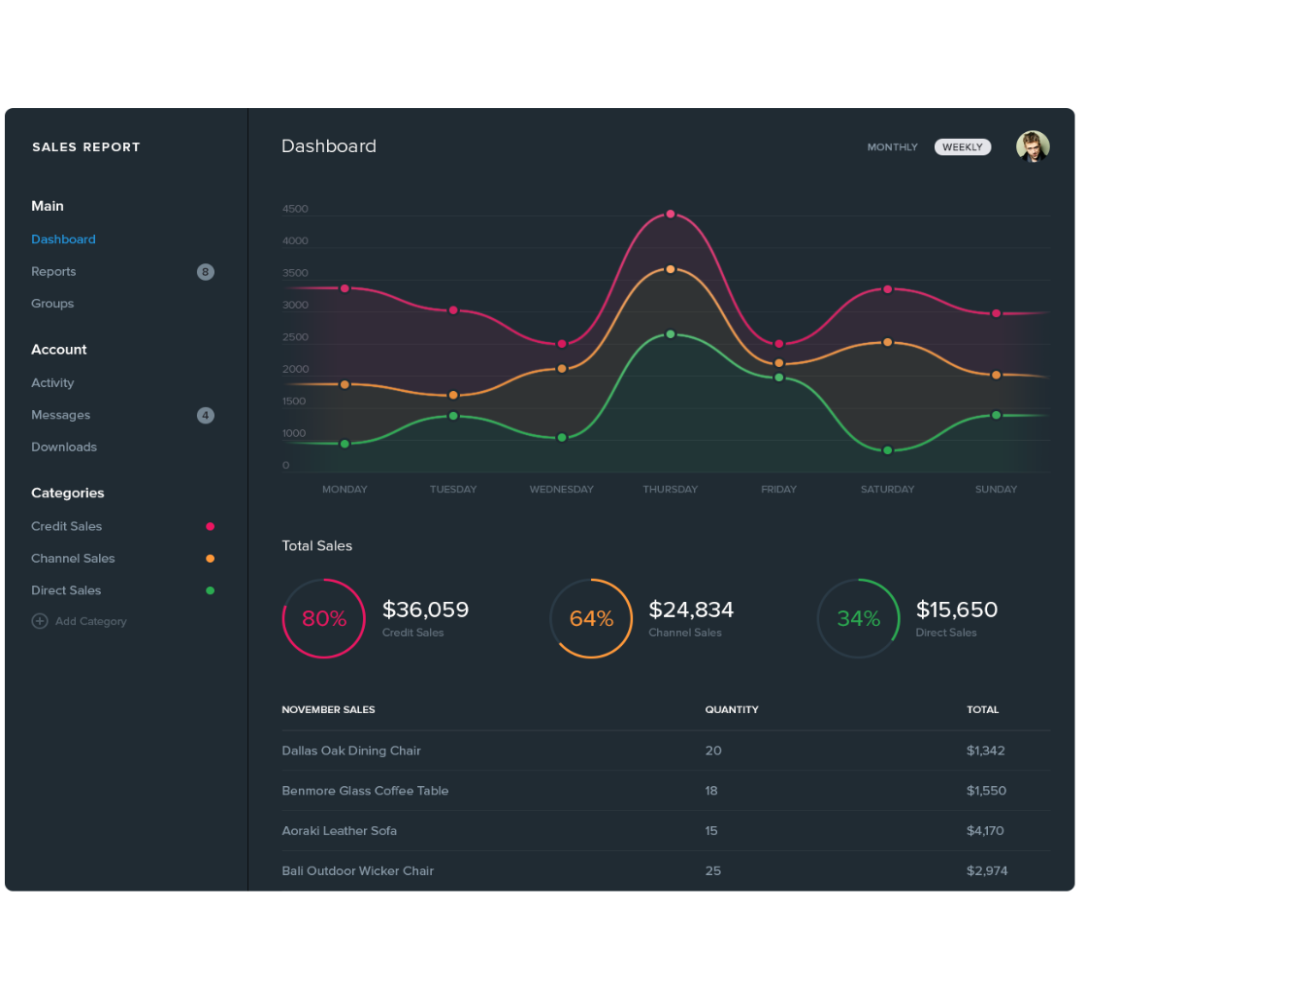 SALES REPORT
Main
Dashboard
Reports 8
Groups
Account
Activity
Messages 4
Downloads
Categories
Credit Sales
Channel Sales
Direct Sales
Add Category
Dashboard
MONTHLY WEEKLY
4500
4000
3500
3000
2500
2000
1500
1000
0
MONDAY TUESDAY WEDNESDAY THURSDAY FRIDAY SATURDAY SUNDAY
Total Sales
80% $36,059
Credit Sales
64% $24,834
Channel Sales
34% $15,650
Direct Sales
NOVEMBER SALES QUANTITY TOTAL
Dallas Oak Dining Chair 20 $1,342
Benmore Glass Coffee Table 18 $1,550
Aoraki Leather Sofa 15 $4,170
Bali Outdoor Wicker Chair 25 $2,974